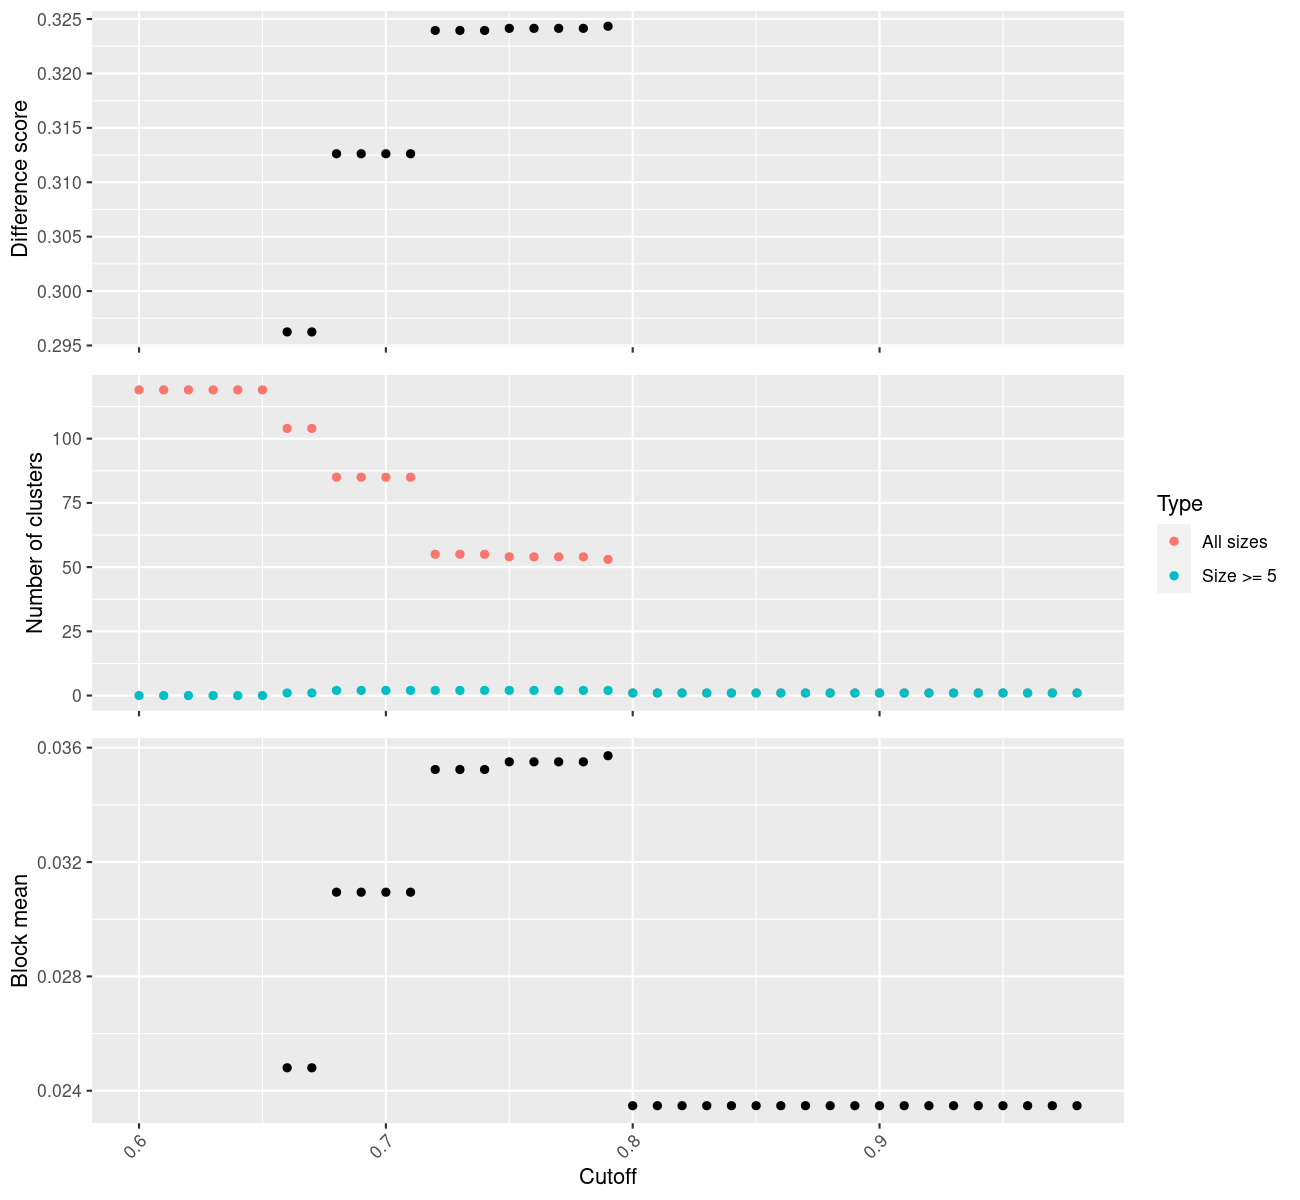 Difference score
0.325
0.320
0.315
0.310
0.305
0.300
0.295
Number of clusters
100
75
50
25
0
Type
All sizes
Size >= 5
Block mean
0.036
0.032
0.028
0.024
0.6
0.7
0.8
0.9
Cutoff